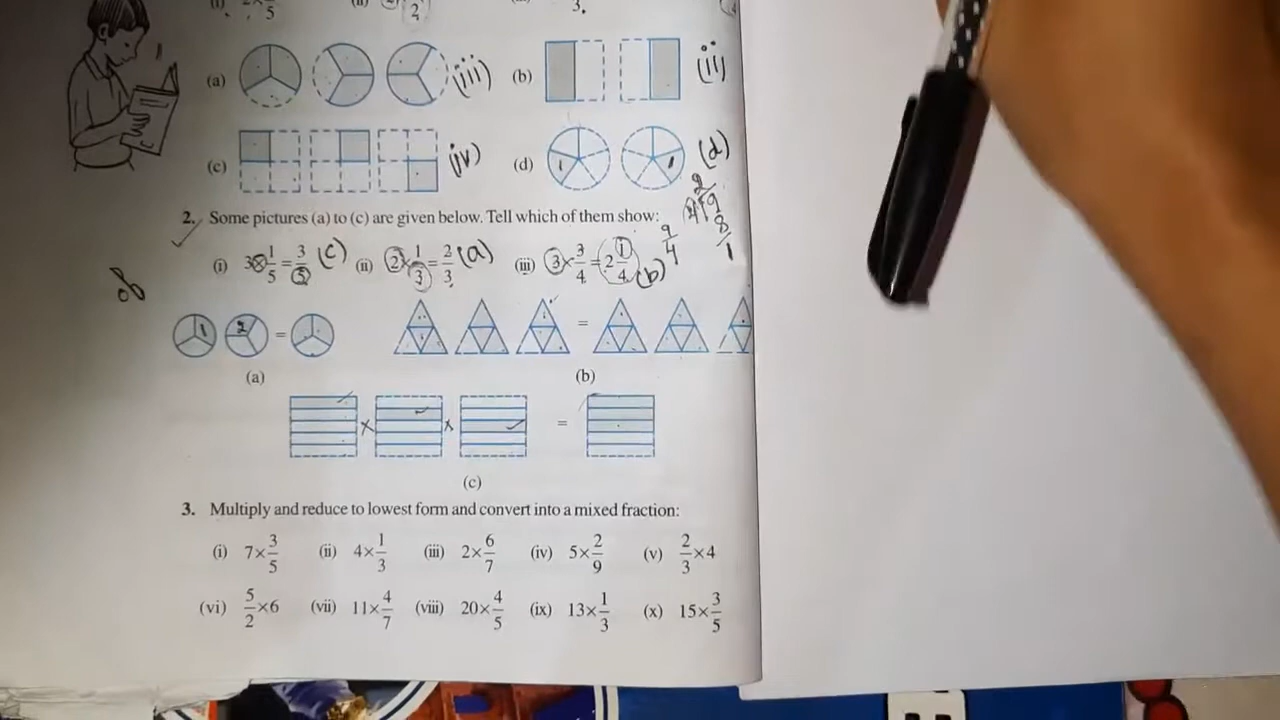 (a) (iii) (b) (ii)
(c) (iv) (d) (d)
2. Some pictures (a) to (c) are given below. Tell which of them show:
(i) 3×1/5 = 3/5 (c) (ii) 2×1/3 = 2/3 (a) (iii) 3×3/4 = 2 1/4 (b) 9/4
1 2 = =
(a) (b)
× × =
(c)
3. Multiply and reduce to lowest form and convert into a mixed fraction:
(i) 7×3/5 (ii) 4×1/3 (iii) 2×6/7 (iv) 5×2/9 (v) 2/3×4
(vi) 5/2×6 (vii) 11×4/7 (viii) 20×4/5 (ix) 13×1/3 (x) 15×3/5